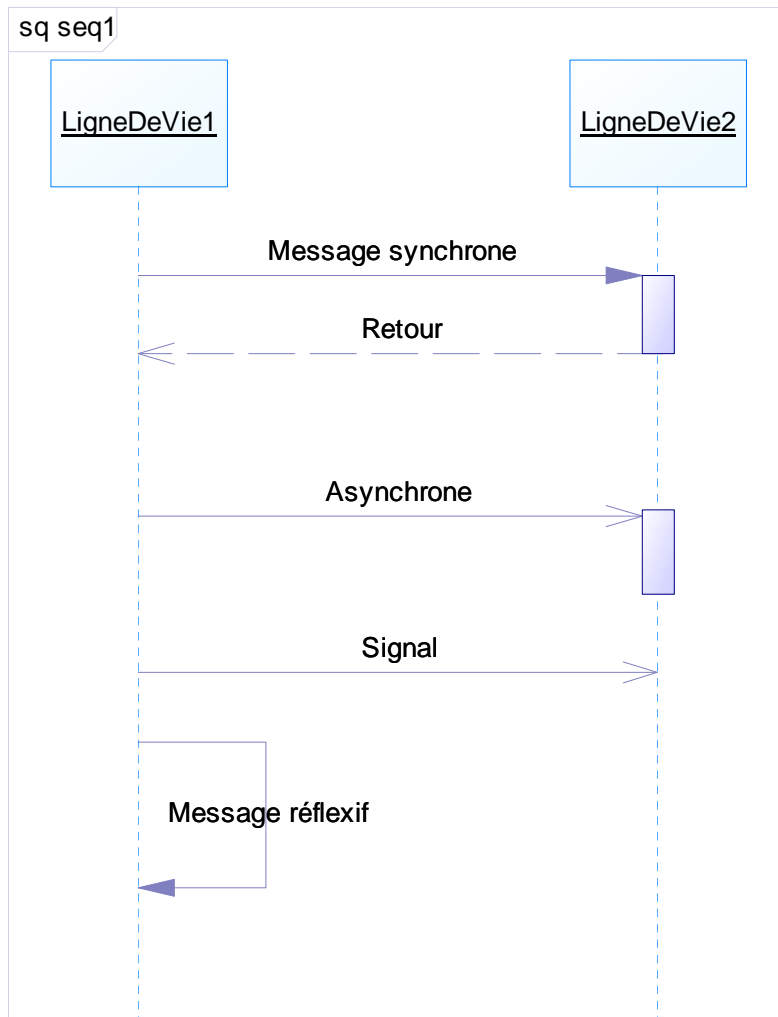 sq seq1
LigneDeVie1
LigneDeVie2
Message synchrone
Retour
Asynchrone
Signal
Message réflexif